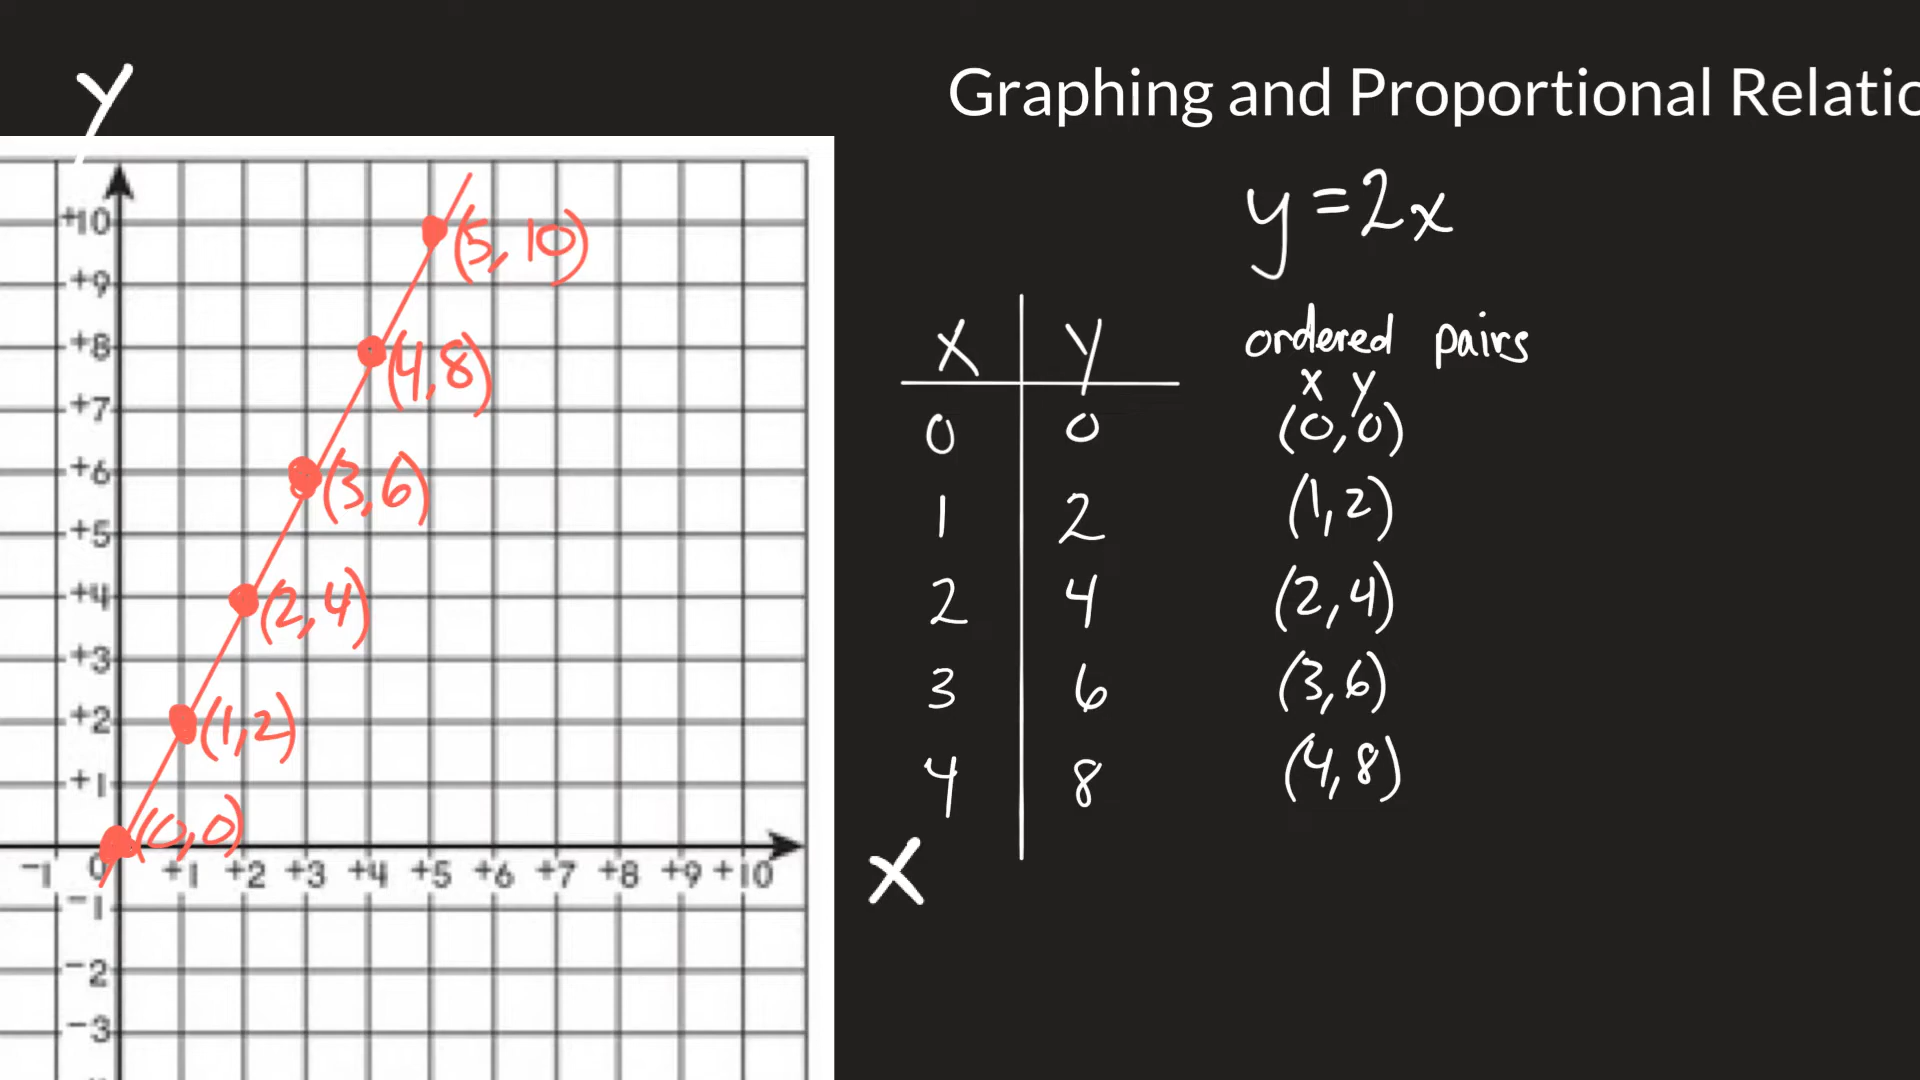 y
Graphing and Proportional Relatio
y = 2x
x y ordered pairs
x y
0 0 (0,0)
1 2 (1,2)
2 4 (2,4)
3 6 (3,6)
4 8 (4,8)
x
+10 (5, 10)
+9
+8 (4,8)
+7
+6 (3,6)
+5
+4 (2,4)
+3
+2 (1,2)
+1
(0,0)
-1 0 +1 +2 +3 +4 +5 +6 +7 +8 +9 +10
-1
-2
-3